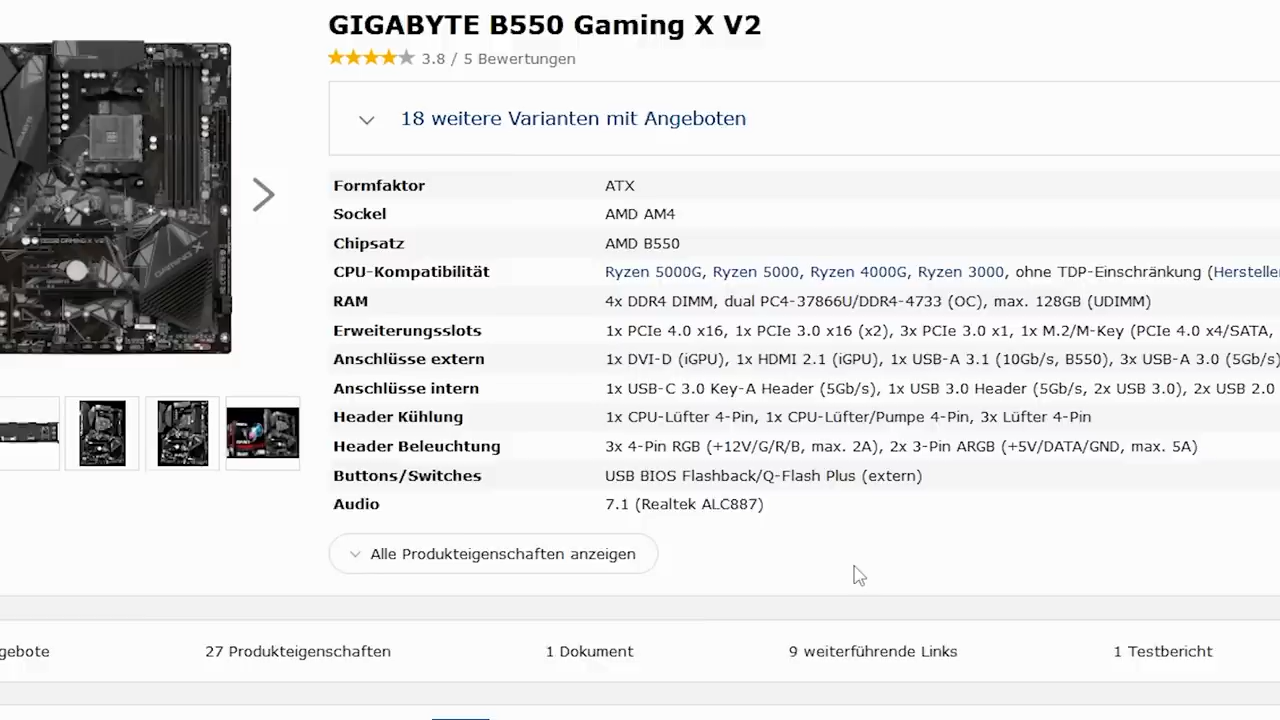 GIGABYTE B550 Gaming X V2
3.8 / 5 Bewertungen
18 weitere Varianten mit Angeboten
Formfaktor ATX
Sockel AMD AM4
Chipsatz AMD B550
CPU-Kompatibilität Ryzen 5000G, Ryzen 5000, Ryzen 4000G, Ryzen 3000, ohne TDP-Einschränkung (Hersteller
RAM 4x DDR4 DIMM, dual PC4-37866U/DDR4-4733 (OC), max. 128GB (UDIMM)
Erweiterungsslots 1x PCIe 4.0 x16, 1x PCIe 3.0 x16 (x2), 3x PCIe 3.0 x1, 1x M.2/M-Key (PCIe 4.0 x4/SATA,
Anschlüsse extern 1x DVI-D (iGPU), 1x HDMI 2.1 (iGPU), 1x USB-A 3.1 (10Gb/s, B550), 3x USB-A 3.0 (5Gb/s)
Anschlüsse intern 1x USB-C 3.0 Key-A Header (5Gb/s), 1x USB 3.0 Header (5Gb/s, 2x USB 3.0), 2x USB 2.0
Header Kühlung 1x CPU-Lüfter 4-Pin, 1x CPU-Lüfter/Pumpe 4-Pin, 3x Lüfter 4-Pin
Header Beleuchtung 3x 4-Pin RGB (+12V/G/R/B, max. 2A), 2x 3-Pin ARGB (+5V/DATA/GND, max. 5A)
Buttons/Switches USB BIOS Flashback/Q-Flash Plus (extern)
Audio 7.1 (Realtek ALC887)
Alle Produkteigenschaften anzeigen
gebote 27 Produkteigenschaften 1 Dokument 9 weiterführende Links 1 Testbericht